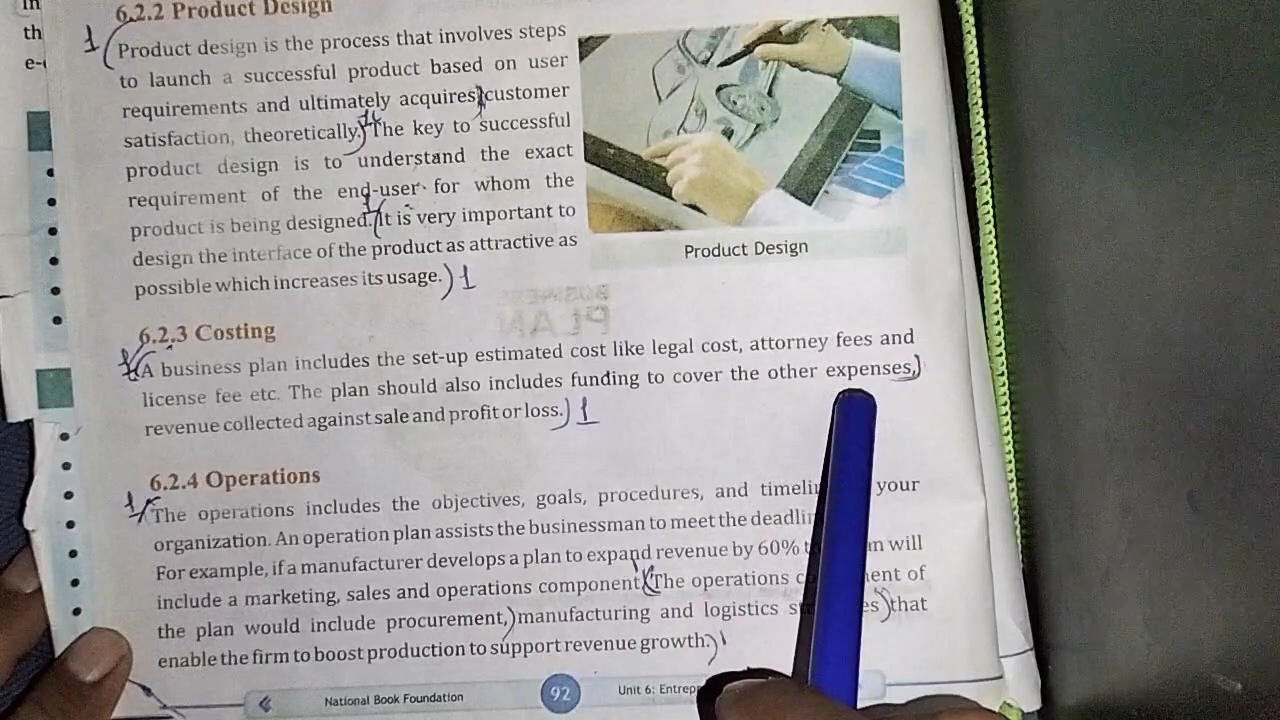 in
th
e-
6.2.2 Product Design
1 (Product design is the process that involves steps
to launch a successful product based on user
requirements and ultimately acquires) customer
satisfaction, theoretically.) The key to successful
product design is to understand the exact
requirement of the end-user for whom the
product is being designed. (It is very important to
design the interface of the product as attractive as
possible which increases its usage.) 1
Product Design
6.2.3 Costing
1 (A business plan includes the set-up estimated cost like legal cost, attorney fees and
license fee etc. The plan should also includes funding to cover the other expenses,)
revenue collected against sale and profit or loss.) 1
6.2.4 Operations
1 (The operations includes the objectives, goals, procedures, and your
organization. An operation plan assists the businessman to meet the
For example, if a manufacturer develops a plan to expand revenue by 60% will
include a marketing, sales and operations component. (The operations of
the plan would include procurement,) manufacturing and logistics ) that
enable the firm to boost production to support revenue growth.) 1
National Book Foundation
92
Unit 6: